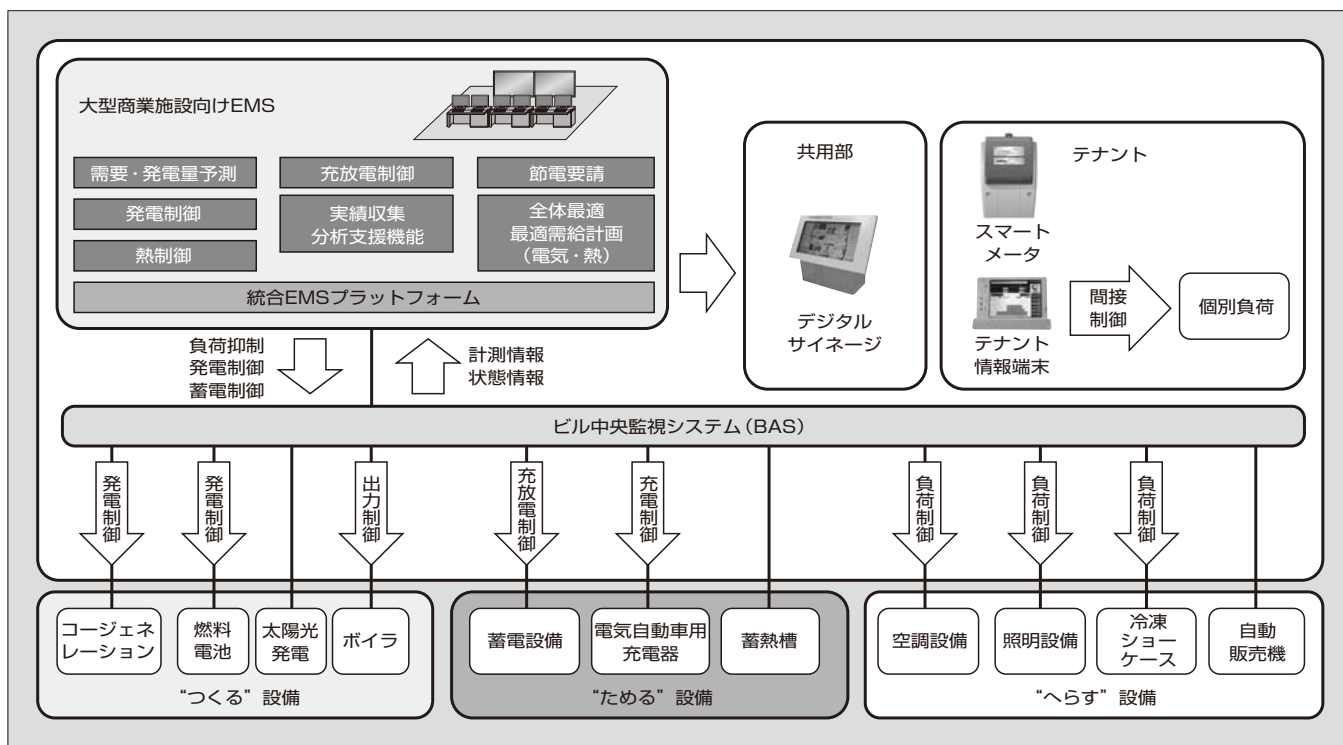 大型商業施設向けEMS
需要・発電量予測
発電制御
熱制御
充放電制御
実績収集
分析支援機能
節電要請
全体最適
最適需給計画
（電気・熱）
統合EMSプラットフォーム
共用部
デジタル
サイネージ
テナント
スマート
メータ
テナント
情報端末
間接
制御
個別負荷
負荷抑制
発電制御
蓄電制御
計測情報
状態情報
ビル中央監視システム（BAS）
発電制御
発電制御
出力制御
充放電制御
充電制御
負荷制御
負荷制御
負荷制御
コージェネ
レーション
燃料
電池
太陽光
発電
ボイラ
“つくる”設備
蓄電設備
電気自動車用
充電器
蓄熱槽
“ためる”設備
空調設備
照明設備
冷凍
ショー
ケース
自動
販売機
“へらす”設備